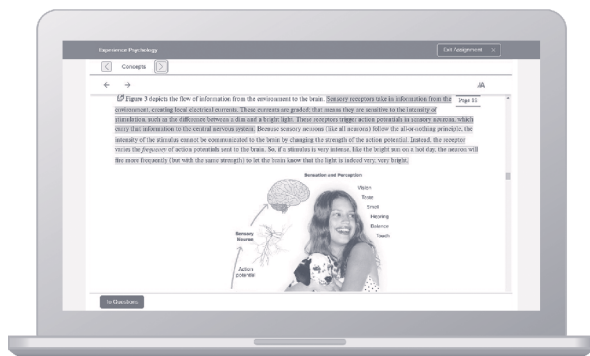 Experience Psychology
Exit Assignment ×
Concepts
Figure 3 depicts the flow of information from the environment to the brain. Sensory receptors take in information from the
Page 85
environment, creating local electrical currents. These currents are graded; that means they are sensitive to the intensity of
stimulation, such as the difference between a dim and a bright light. These receptors trigger action potentials in sensory neurons, which
carry that information to the central nervous system. Because sensory neurons (like all neurons) follow the all-or-nothing principle, the
intensity of the stimulus cannot be communicated to the brain by changing the strength of the action potential. Instead, the receptor
varies the frequency of action potentials sent to the brain. So, if a stimulus is very intense, like the bright sun on a hot day, the neuron will
fire more frequently (but with the same strength) to let the brain know that the light is indeed very, very bright.
Sensation and Perception
Vision
Taste
Smell
Hearing
Balance
Touch
Sensory
Neuron
Action
potential
To Questions